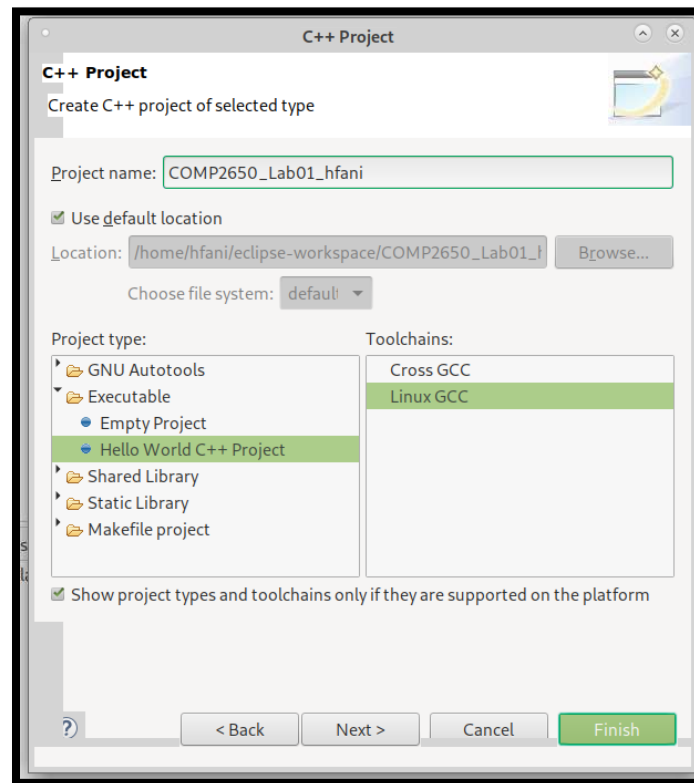 C++ Project
C++ Project
Create C++ project of selected type
Project name: COMP2650_Lab01_hfani
Use default location
Location: /home/hfani/eclipse-workspace/COMP2650_Lab01_ Browse...
Choose file system: default
Project type: Toolchains:
GNU Autotools Cross GCC
Executable Linux GCC
Empty Project
Hello World C++ Project
Shared Library
Static Library
Makefile project
Show project types and toolchains only if they are supported on the platform
? < Back Next > Cancel Finish